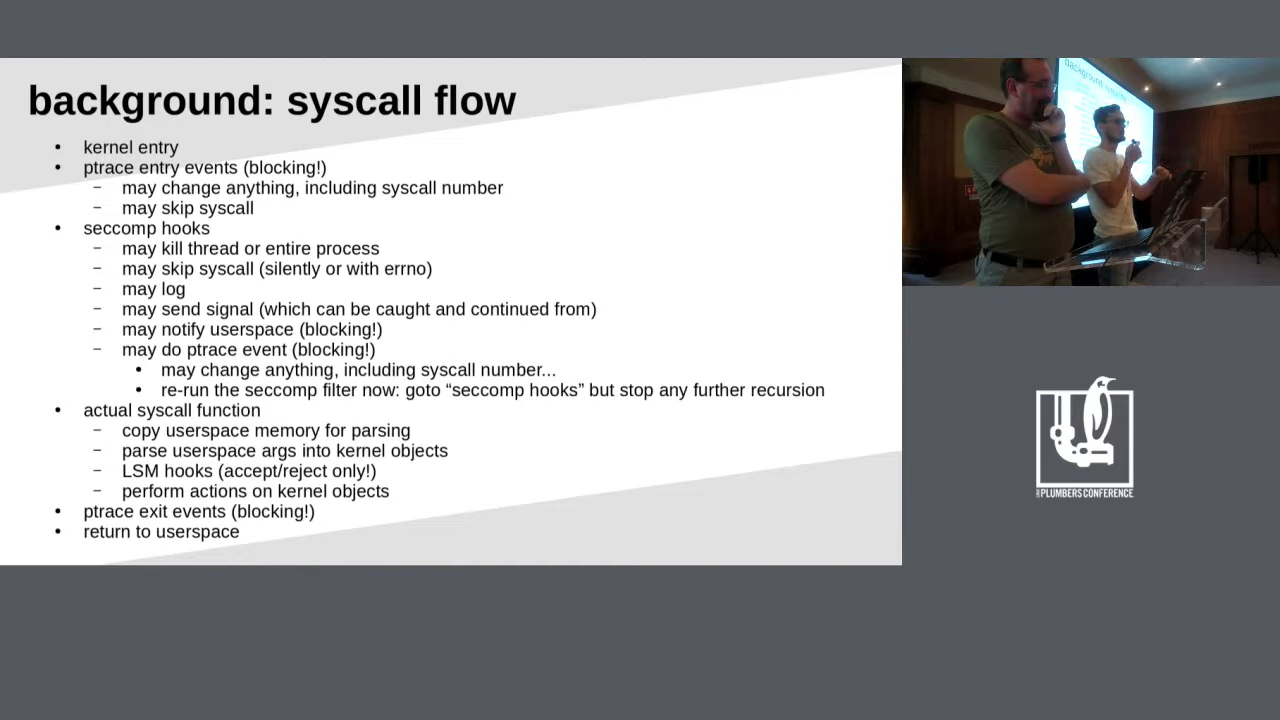 background: syscall flow
• kernel entry
• ptrace entry events (blocking!)
– may change anything, including syscall number
– may skip syscall
• seccomp hooks
– may kill thread or entire process
– may skip syscall (silently or with errno)
– may log
– may send signal (which can be caught and continued from)
– may notify userspace (blocking!)
– may do ptrace event (blocking!)
• may change anything, including syscall number...
• re-run the seccomp filter now: goto “seccomp hooks” but stop any further recursion
• actual syscall function
– copy userspace memory for parsing
– parse userspace args into kernel objects
– LSM hooks (accept/reject only!)
– perform actions on kernel objects
• ptrace exit events (blocking!)
• return to userspace
background: syscall flow
PLUMBERS CONFERENCE